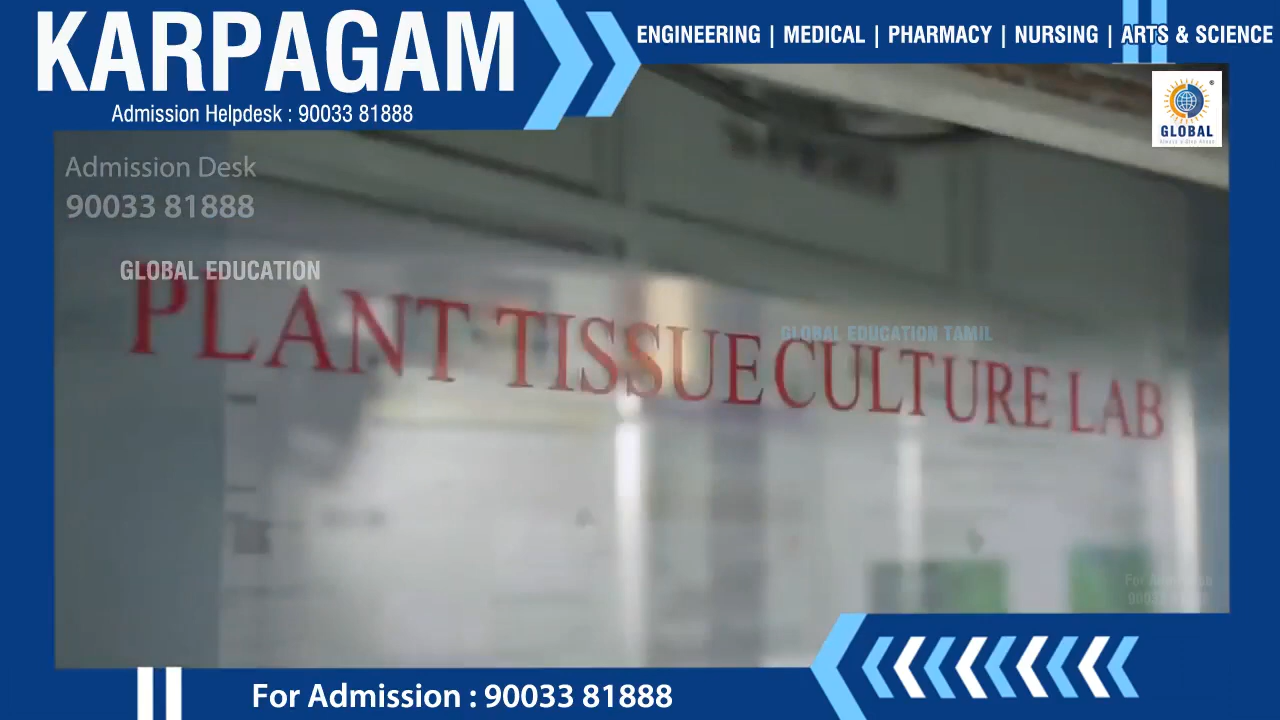 KARPAGAM
ENGINEERING | MEDICAL | PHARMACY | NURSING | ARTS & SCIENCE
Admission Helpdesk : 90033 81888
GLOBAL
Admission Desk
90033 81888
GLOBAL EDUCATION
GLOBAL EDUCATION TAMIL
PLANT TISSUE CULTURE LAB
For Admission : 90033 81888